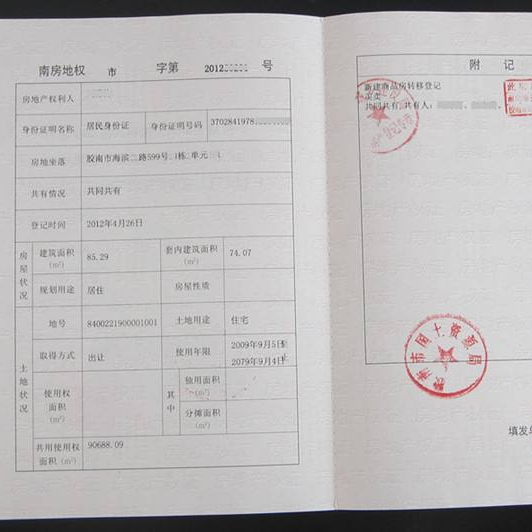 南房地权 市 字第 2012 号
房地产权利人
身份证明名称 居民身份证 身份证明号码 3702841978
房地坐落 胶南市海滨二路599号 1栋 单元
共有情况 共同共有
登记时间 2012年4月26日
房屋状况
建筑面积(㎡) 85.29 套内建筑面积(㎡) 74.07
规划用途 居住 房屋性质
土地状况
地号 8400221900001001 土地用途 住宅
取得方式 出让 使用年限 2009年9月5日
2079年9月4日
使用权面积(㎡) 其中 使用面积(㎡)
分摊面积(㎡)
共用使用权面积(㎡) 90688.09
附 记
新建商品房转移登记
共同共有，共有人：
胶南市国土资源局
填发单